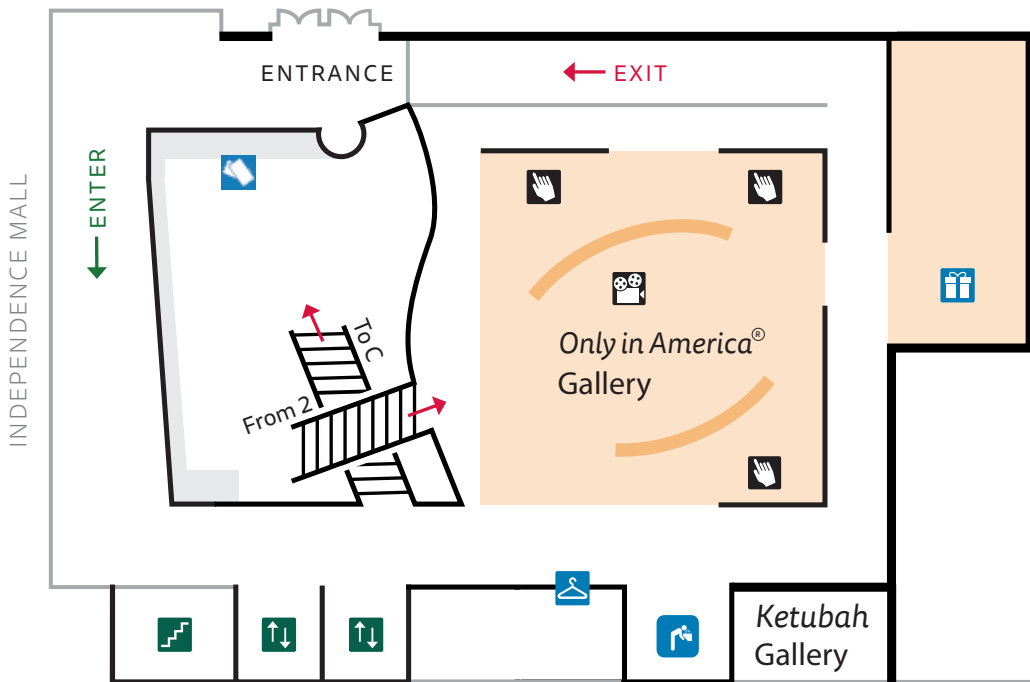 ENTRANCE
EXIT
ENTER
INDEPENDENCE MALL
To C
From 2
Only in America®
Gallery
Ketubah
Gallery